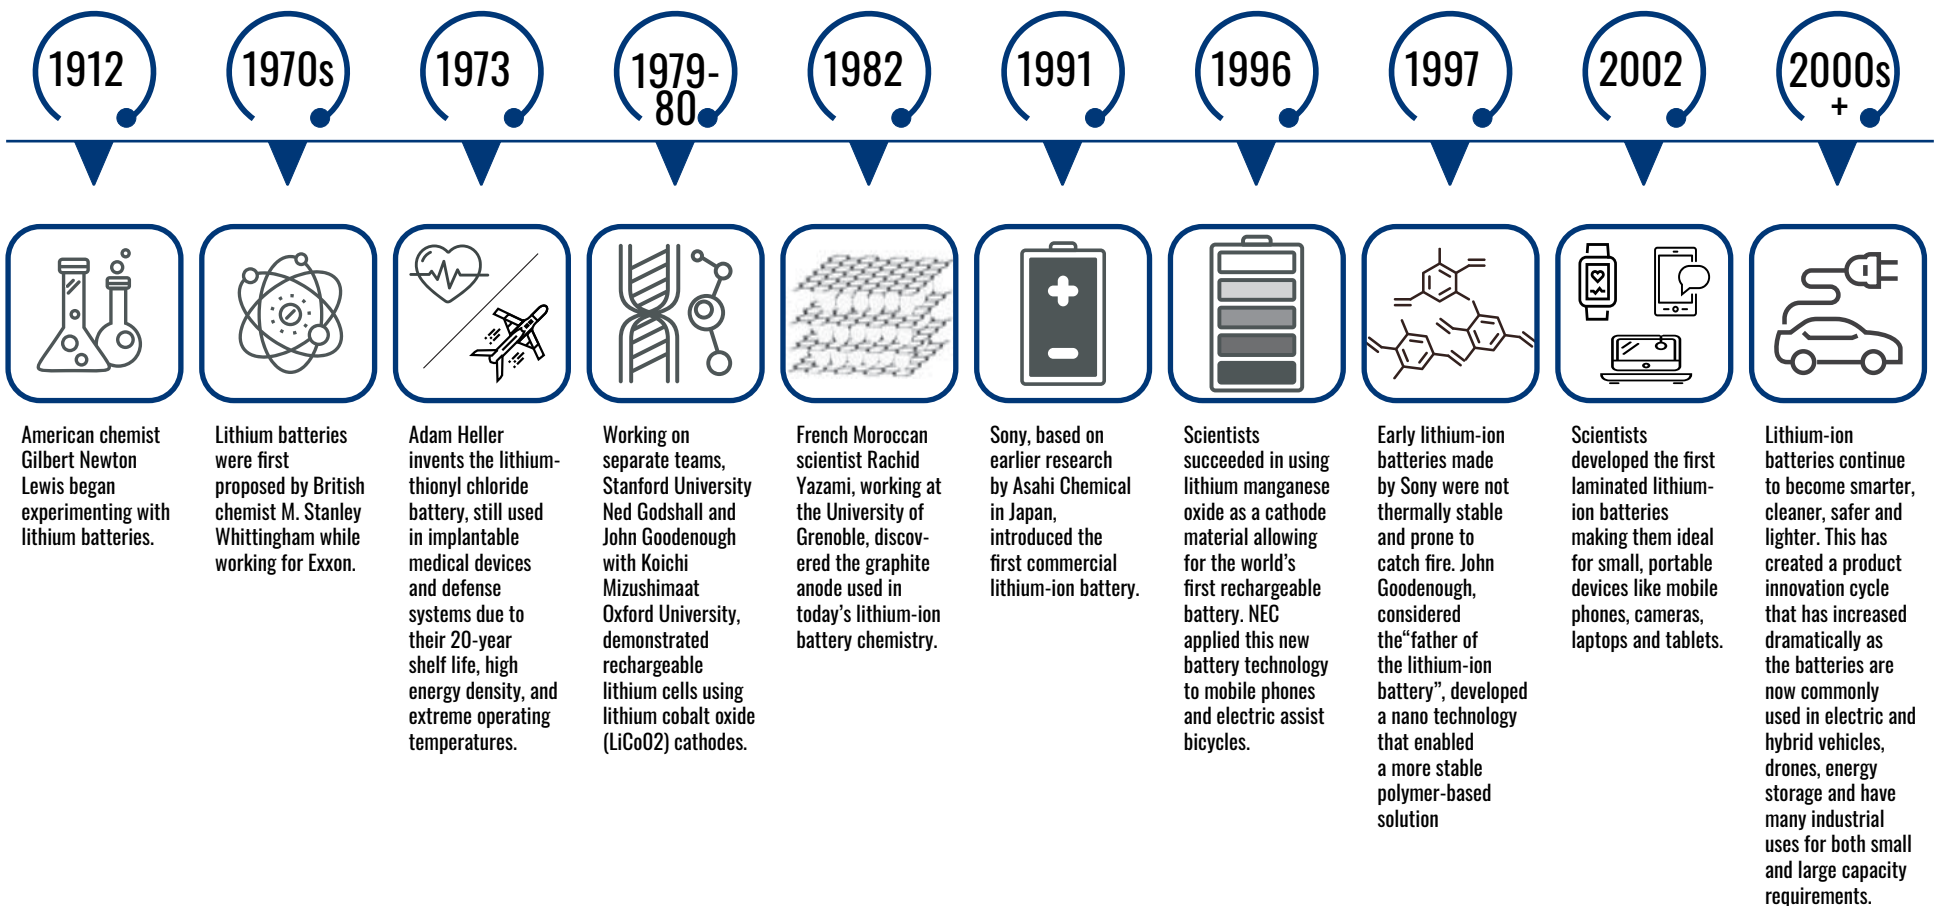 1912
1970s
1973
1979-
80
1982
1991
1996
1997
2002
2000s
+
American chemist
Gilbert Newton
Lewis began
experimenting with
lithium batteries.
Lithium batteries
were first
proposed by British
chemist M. Stanley
Whittingham while
working for Exxon.
Adam Heller
invents the lithium-
thionyl chloride
battery, still used
in implantable
medical devices
and defense
systems due to
their 20-year
shelf life, high
energy density, and
extreme operating
temperatures.
Working on
separate teams,
Stanford University
Ned Godshall and
John Goodenough
with Koichi
Mizushimaat
Oxford University,
demonstrated
rechargeable
lithium cells using
lithium cobalt oxide
(LiCoO2) cathodes.
French Moroccan
scientist Rachid
Yazami, working at
the University of
Grenoble, discov-
ered the graphite
anode used in
today’s lithium-ion
battery chemistry.
Sony, based on
earlier research
by Asahi Chemical
in Japan,
introduced the
first commercial
lithium-ion battery.
Scientists
succeeded in using
lithium manganese
oxide as a cathode
material allowing
for the world’s
first rechargeable
battery. NEC
applied this new
battery technology
to mobile phones
and electric assist
bicycles.
Early lithium-ion
batteries made
by Sony were not
thermally stable
and prone to
catch fire. John
Goodenough,
considered
the“father of
the lithium-ion
battery”, developed
a nano technology
that enabled
a more stable
polymer-based
solution
Scientists
developed the first
laminated lithium-
ion batteries
making them ideal
for small, portable
devices like mobile
phones, cameras,
laptops and tablets.
Lithium-ion
batteries continue
to become smarter,
cleaner, safer and
lighter. This has
created a product
innovation cycle
that has increased
dramatically as
the batteries are
now commonly
used in electric and
hybrid vehicles,
drones, energy
storage and have
many industrial
uses for both small
and large capacity
requirements.